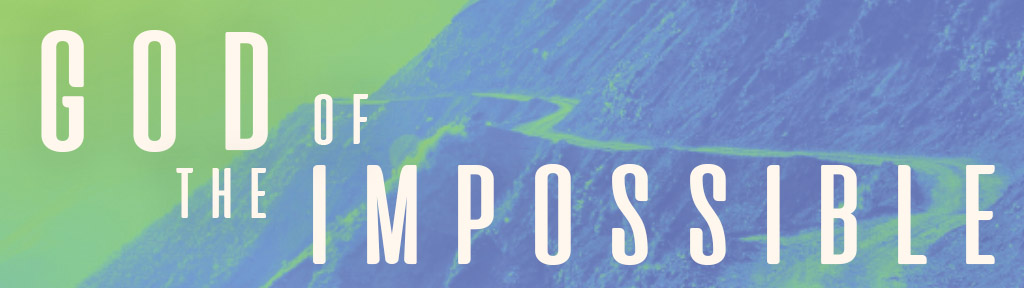 GOD OF
THE IMPOSSIBLE